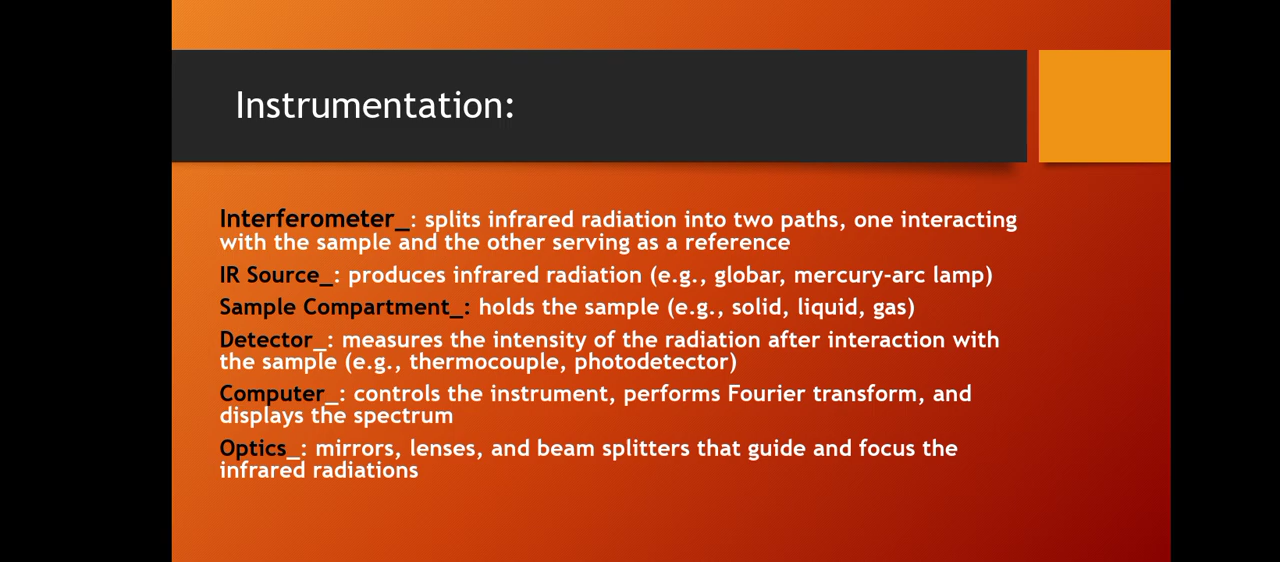 Instrumentation:
Interferometer_: splits infrared radiation into two paths, one interacting
with the sample and the other serving as a reference
IR Source_: produces infrared radiation (e.g., globar, mercury-arc lamp)
Sample Compartment_: holds the sample (e.g., solid, liquid, gas)
Detector_: measures the intensity of the radiation after interaction with
the sample (e.g., thermocouple, photodetector)
Computer_: controls the instrument, performs Fourier transform, and
displays the spectrum
Optics_: mirrors, lenses, and beam splitters that guide and focus the
infrared radiations